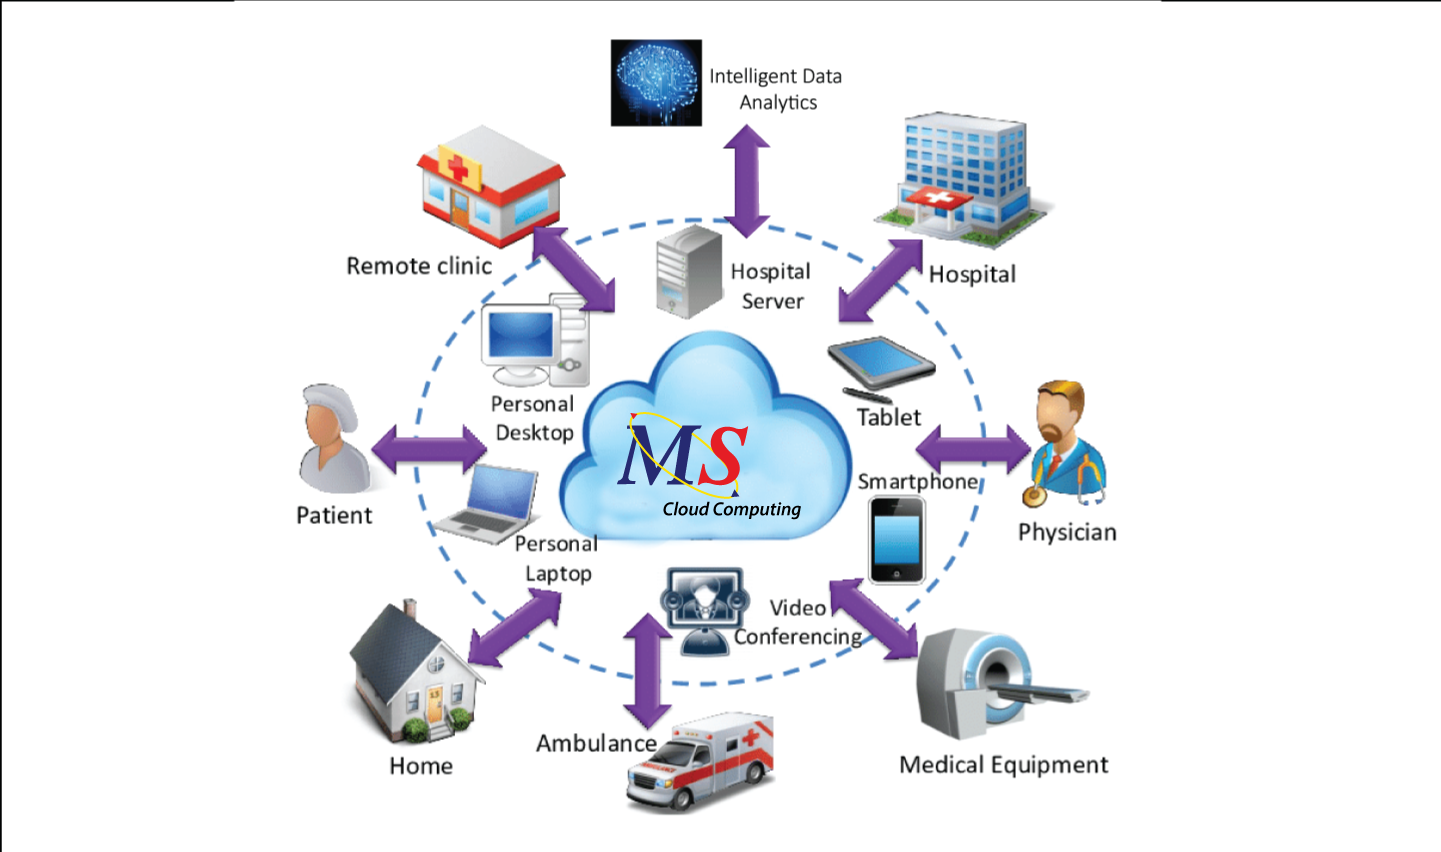 Intelligent Data
Analytics
Remote clinic
Hospital
Server
Hospital
Personal
Desktop
Tablet
MS
Cloud Computing
Patient
Smartphone
Physician
Personal
Laptop
Video
Conferencing
Home
Ambulance
Medical Equipment